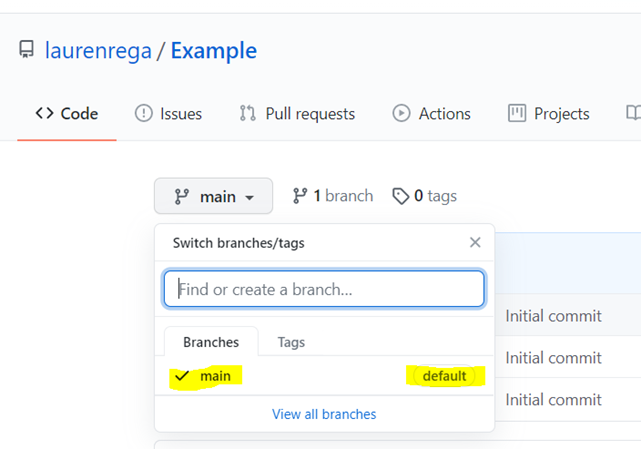 laurenrega / Example
Code Issues Pull requests Actions Projects
main 1 branch 0 tags
Switch branches/tags
Find or create a branch...
Initial commit
Branches Tags
Initial commit
main default
Initial commit
View all branches